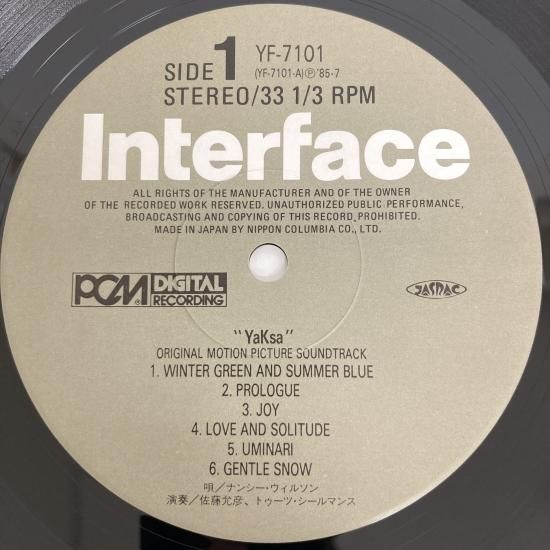 SIDE 1 YF-7101
(YF-7101-A)Ⓟ'85・7
STEREO/33 1/3 RPM
Interface
ALL RIGHTS OF THE MANUFACTURER AND OF THE OWNER
OF THE RECORDED WORK RESERVED. UNAUTHORIZED PUBLIC PERFORMANCE,
BROADCASTING AND COPYING OF THIS RECORD PROHIBITED.
MADE IN JAPAN BY NIPPON COLUMBIA CO., LTD.
PCM DIGITAL
RECORDING
JASRAC
"YaKsa"
ORIGINAL MOTION PICTURE SOUNDTRACK
1. WINTER GREEN AND SUMMER BLUE
2. PROLOGUE
3. JOY
4. LOVE AND SOLITUDE
5. UMINARI
6. GENTLE SNOW
唄/ナンシー・ウィルソン
演奏/佐藤允彦、トゥーツ・シールマンス